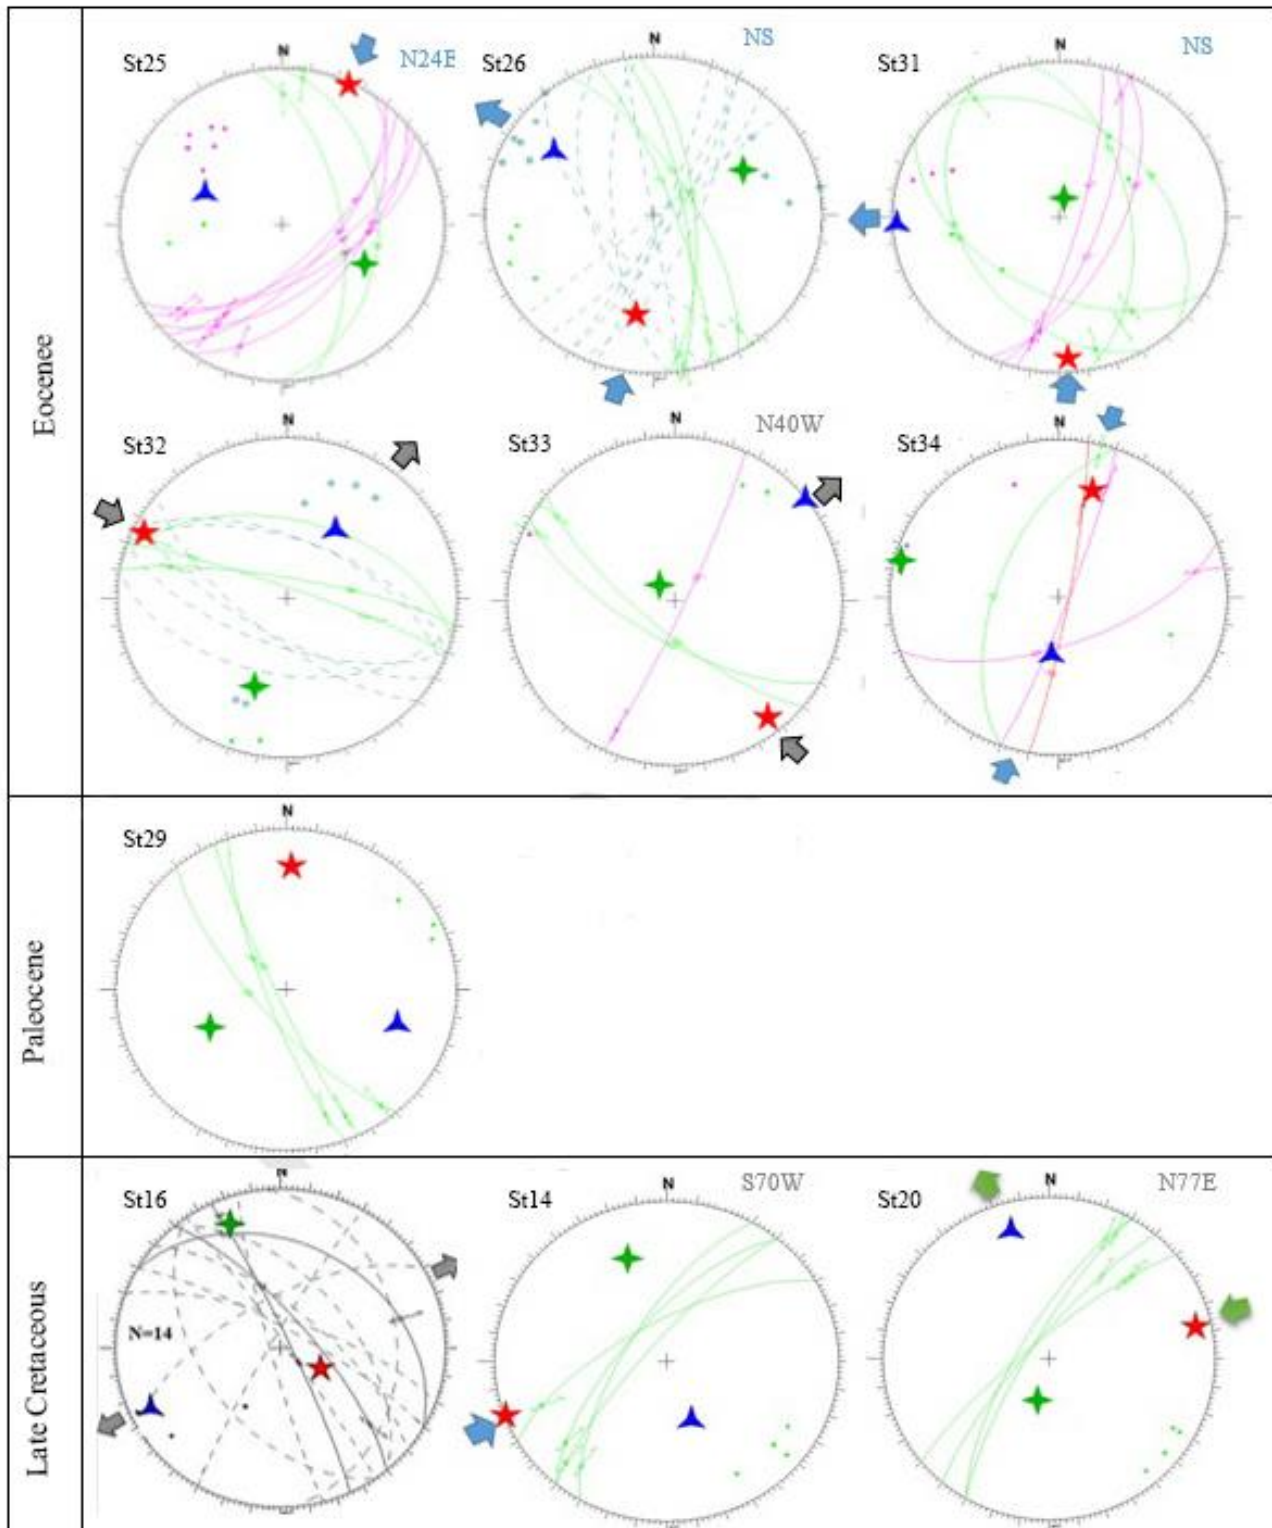 Eocenee
St25
N
N24E
St26
N
NS
St31
N
NS
St32
N
St33
N
N40W
St34
N
Paleocene
St29
N
Late Cretaceous
St16
N
N=14
St14
N
S70W
St20
N
N77E